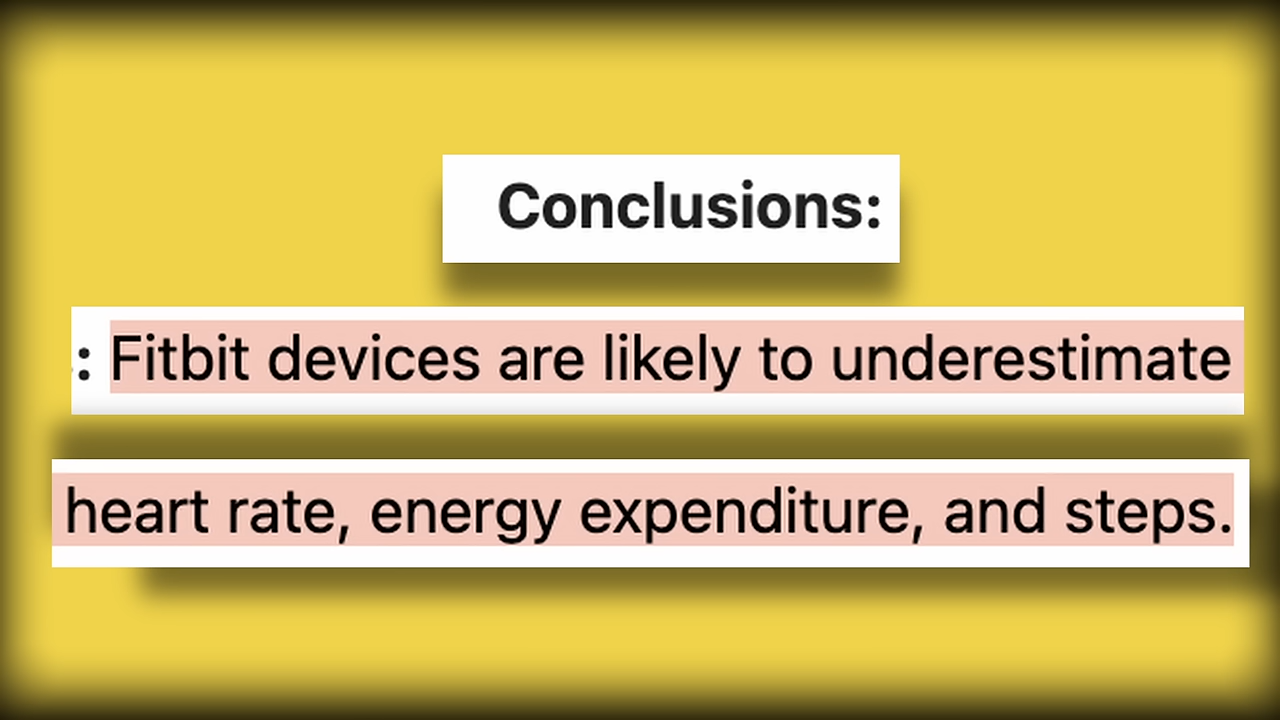 Conclusions:
: Fitbit devices are likely to underestimate
heart rate, energy expenditure, and steps.